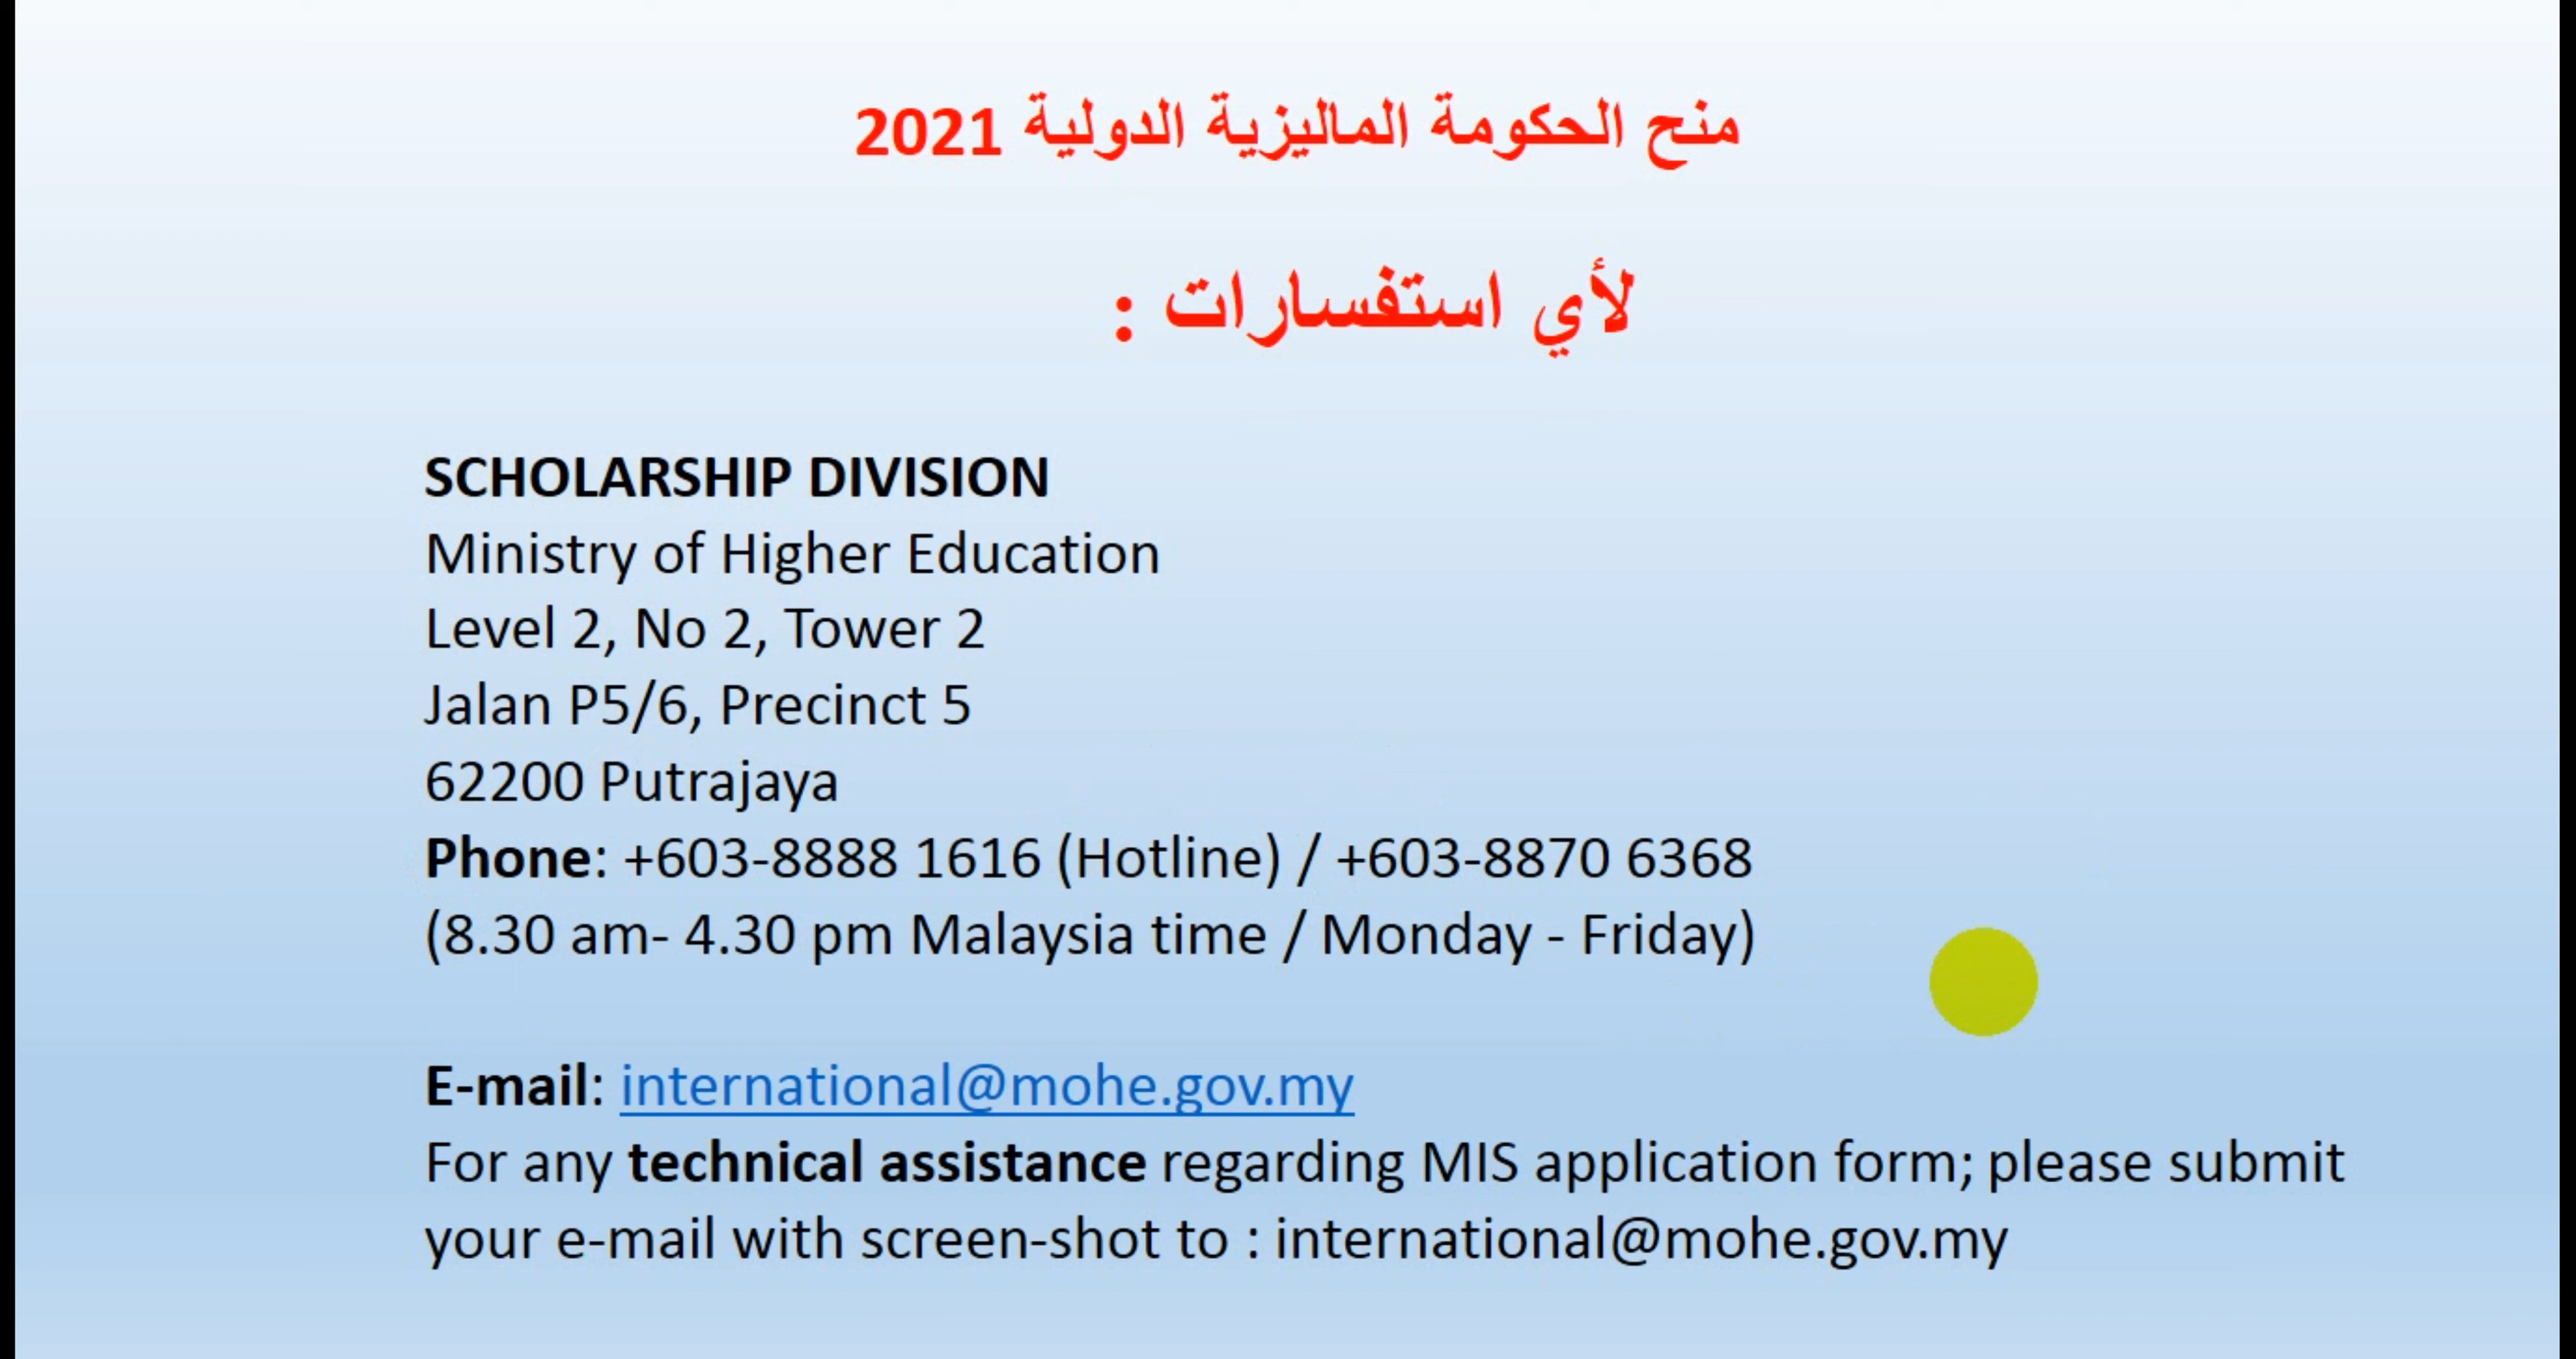 منح الحكومة الماليزية الدولية 2021
لأي استفسارات :
SCHOLARSHIP DIVISION
Ministry of Higher Education
Level 2, No 2, Tower 2
Jalan P5/6, Precinct 5
62200 Putrajaya
Phone: +603-8888 1616 (Hotline) / +603-8870 6368
(8.30 am- 4.30 pm Malaysia time / Monday - Friday)
E-mail: international@mohe.gov.my
For any technical assistance regarding MIS application form; please submit
your e-mail with screen-shot to : international@mohe.gov.my